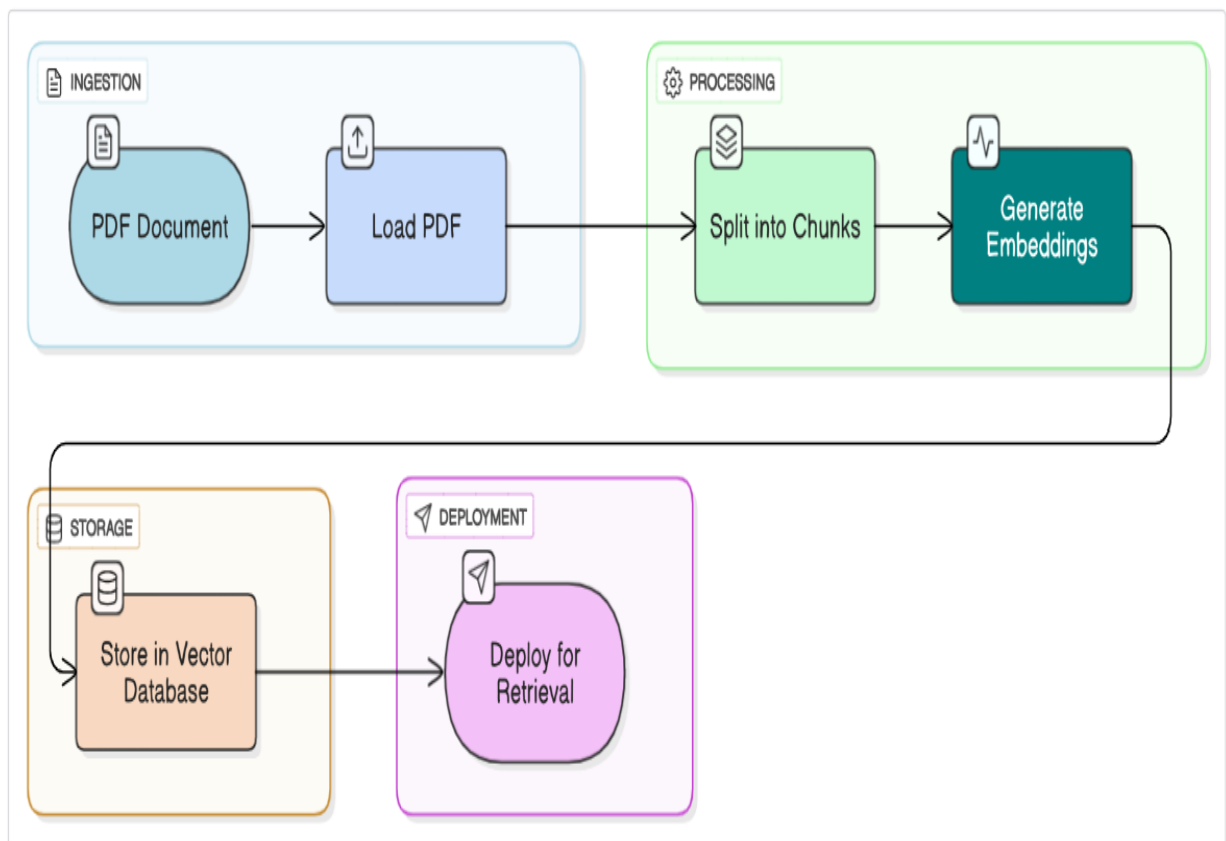 INGESTION
PDF Document
Load PDF
PROCESSING
Split into Chunks
Generate
Embeddings
STORAGE
Store in Vector
Database
DEPLOYMENT
Deploy for
Retrieval